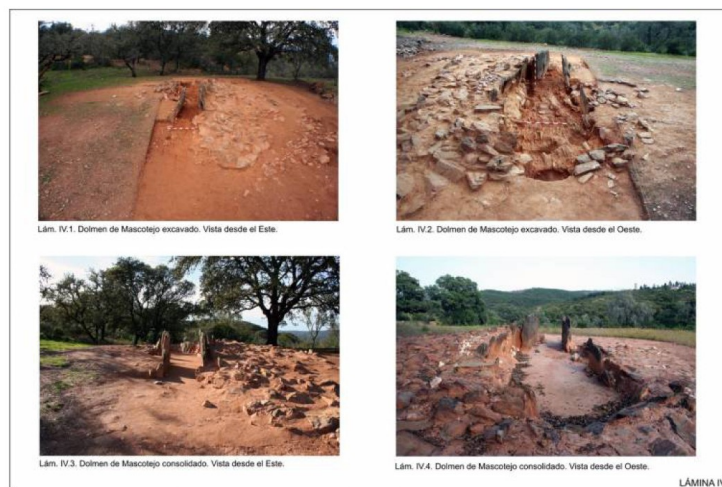 Lám. IV.1. Dolmen de Mascotejo excavado. Vista desde el Este.
Lám. IV.2. Dolmen de Mascotejo excavado. Vista desde el Oeste.
Lám. IV.3. Dolmen de Mascotejo consolidado. Vista desde el Este.
Lám. IV.4. Dolmen de Mascotejo consolidado. Vista desde el Oeste.
LÁMINA IV